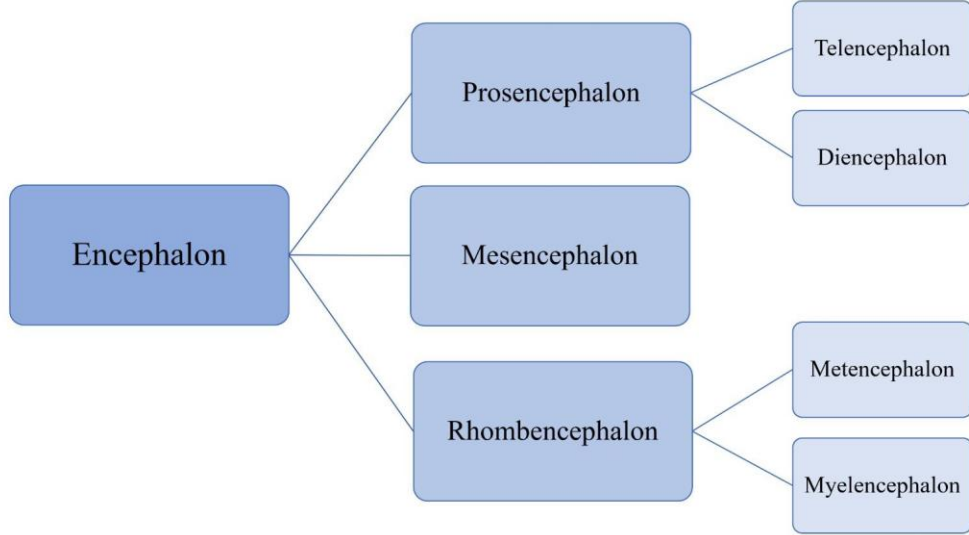 Encephalon
Prosencephalon
Mesencephalon
Rhombencephalon
Telencephalon
Diencephalon
Metencephalon
Myelencephalon